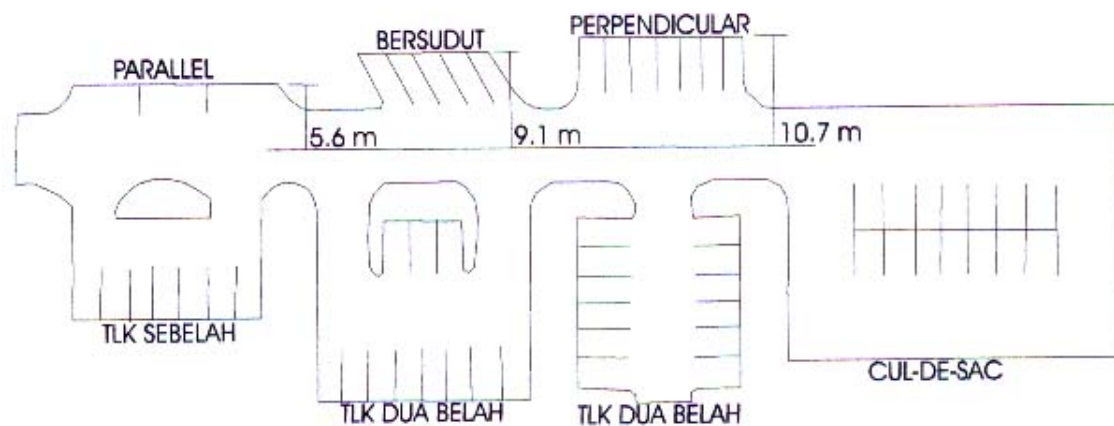 PERPENDICULAR
BERSUDUT
PARALLEL
5.6 m
9.1 m
10.7 m
TLK SEBELAH
CUL-DE-SAC
TLK DUA BELAH
TLK DUA BELAH